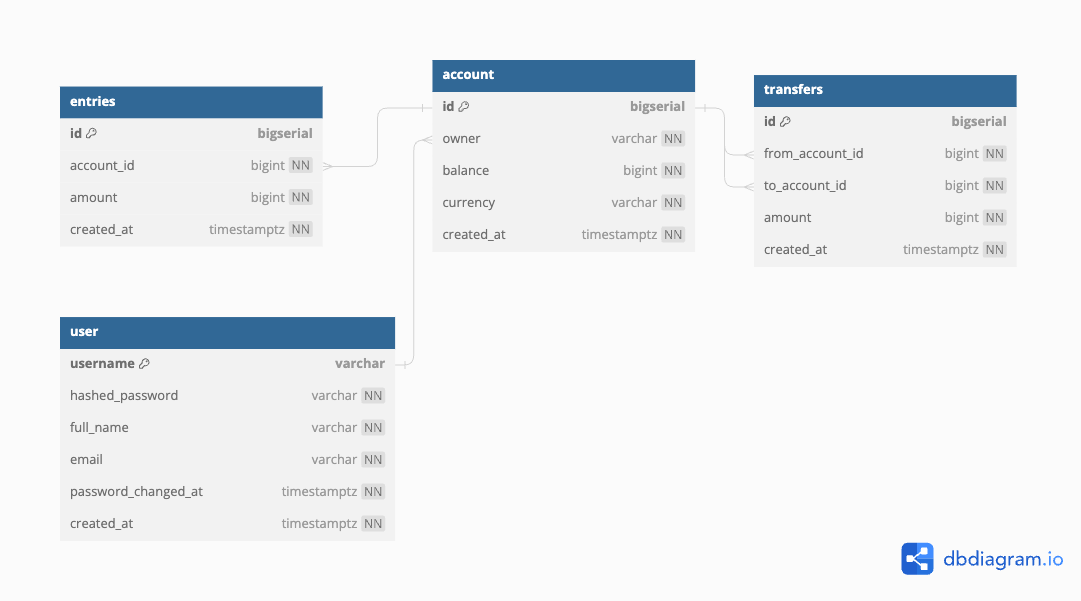 entries
id bigserial
account_id bigint NN
amount bigint NN
created_at timestamptz NN
account
id bigserial
owner varchar NN
balance bigint NN
currency varchar NN
created_at timestamptz NN
transfers
id bigserial
from_account_id bigint NN
to_account_id bigint NN
amount bigint NN
created_at timestamptz NN
user
username varchar
hashed_password varchar NN
full_name varchar NN
email varchar NN
password_changed_at timestamptz NN
created_at timestamptz NN
dbdiagram.io